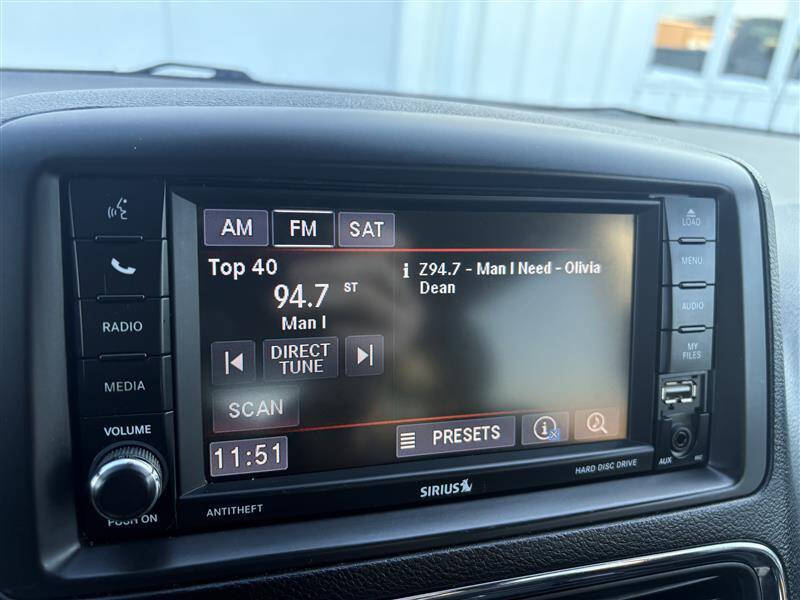 AM FM SAT
Top 40
94.7 ST
Man I
i Z94.7 - Man I Need - Olivia
Dean
DIRECT
TUNE
SCAN
11:51
PRESETS
i
RADIO
MEDIA
VOLUME
PUSH ON
ANTITHEFT
SIRIUS
HARD DISC DRIVE
LOAD
MENU
AUDIO
MY
FILES
AUX